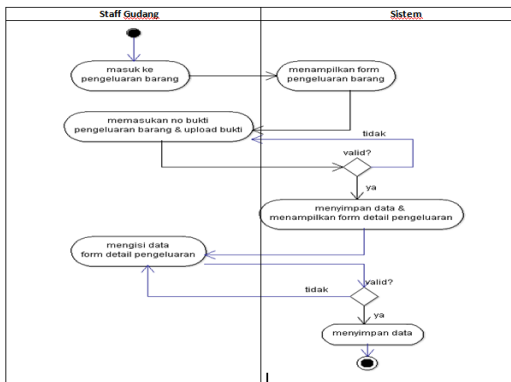 Staff Gudang
Sistem
masuk ke
pengeluaran barang
menampilkan form
pengeluaran barang
memasukan no bukti
pengeluaran barang & upload bukti
tidak
valid?
ya
menyimpan data &
menampilkan form detail pengeluaran
mengisi data
form detail pengeluaran
valid?
tidak
ya
menyimpan data